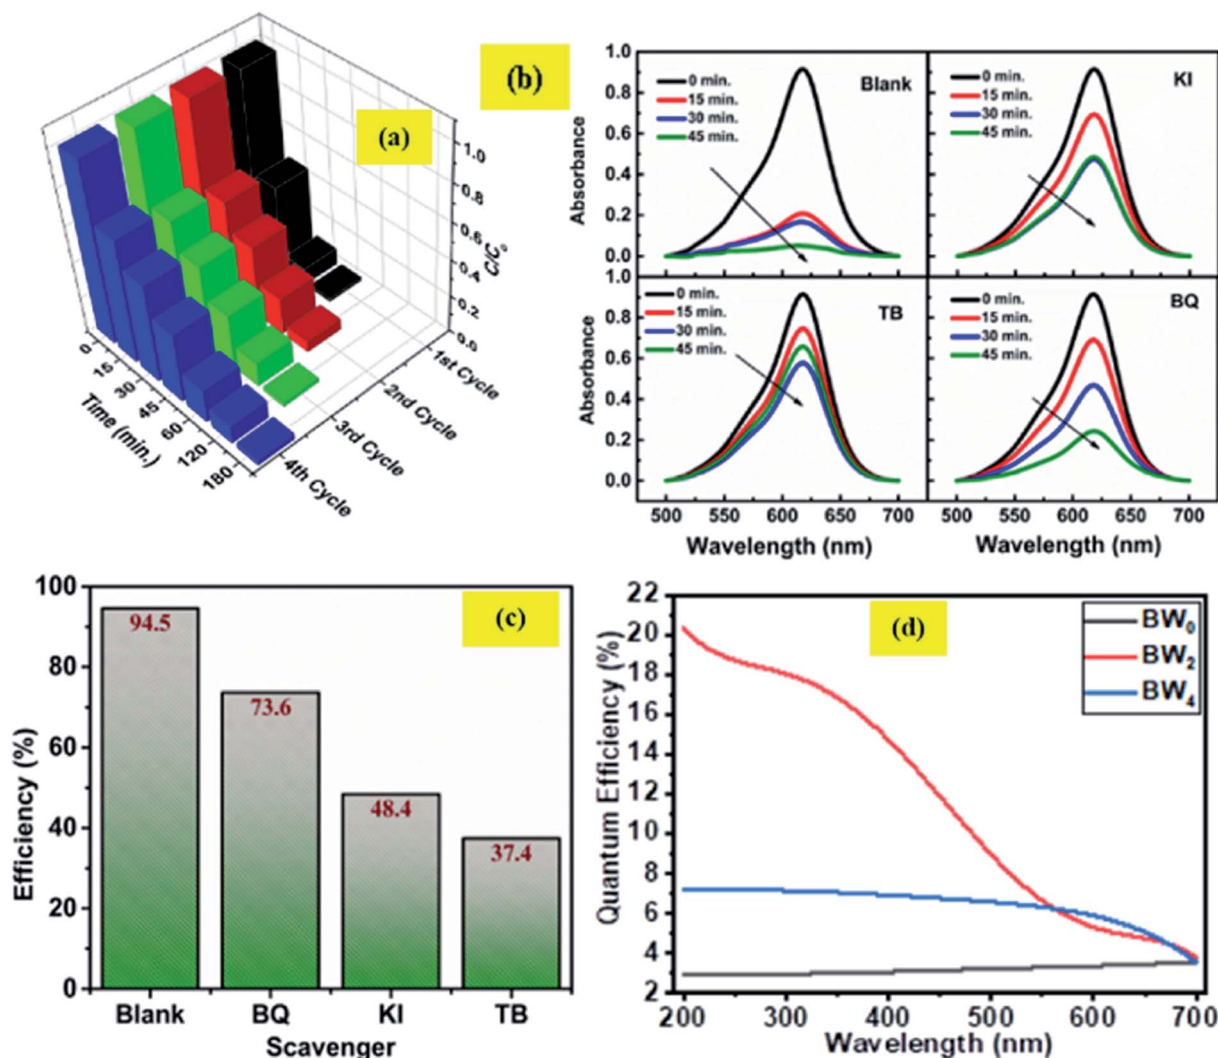 (a)
1.0
0.8
0.6
0.4
0.2
0.0
C/C₀
0
15
30
45
60
120
180
Time (min.)
1st Cycle
2nd Cycle
3rd Cycle
4th Cycle
(b)
1.0
0.8
0.6
0.4
0.2
0.0
Absorbance
0 min.
15 min.
30 min.
45 min.
Blank
0 min.
15 min.
30 min.
45 min.
KI
1.0
0.8
0.6
0.4
0.2
0.0
Absorbance
0 min.
15 min.
30 min.
45 min.
TB
0 min.
15 min.
30 min.
45 min.
BQ
500 550 600 650 700
500 550 600 650 700
Wavelength (nm)
Wavelength (nm)
(c)
100
80
60
40
20
0
Efficiency (%)
94.5
73.6
48.4
37.4
Blank BQ KI TB
Scavenger
(d)
22
20
18
16
14
12
10
8
6
4
2
Quantum Efficiency (%)
BW₀
BW₂
BW₄
200 300 400 500 600 700
Wavelength (nm)